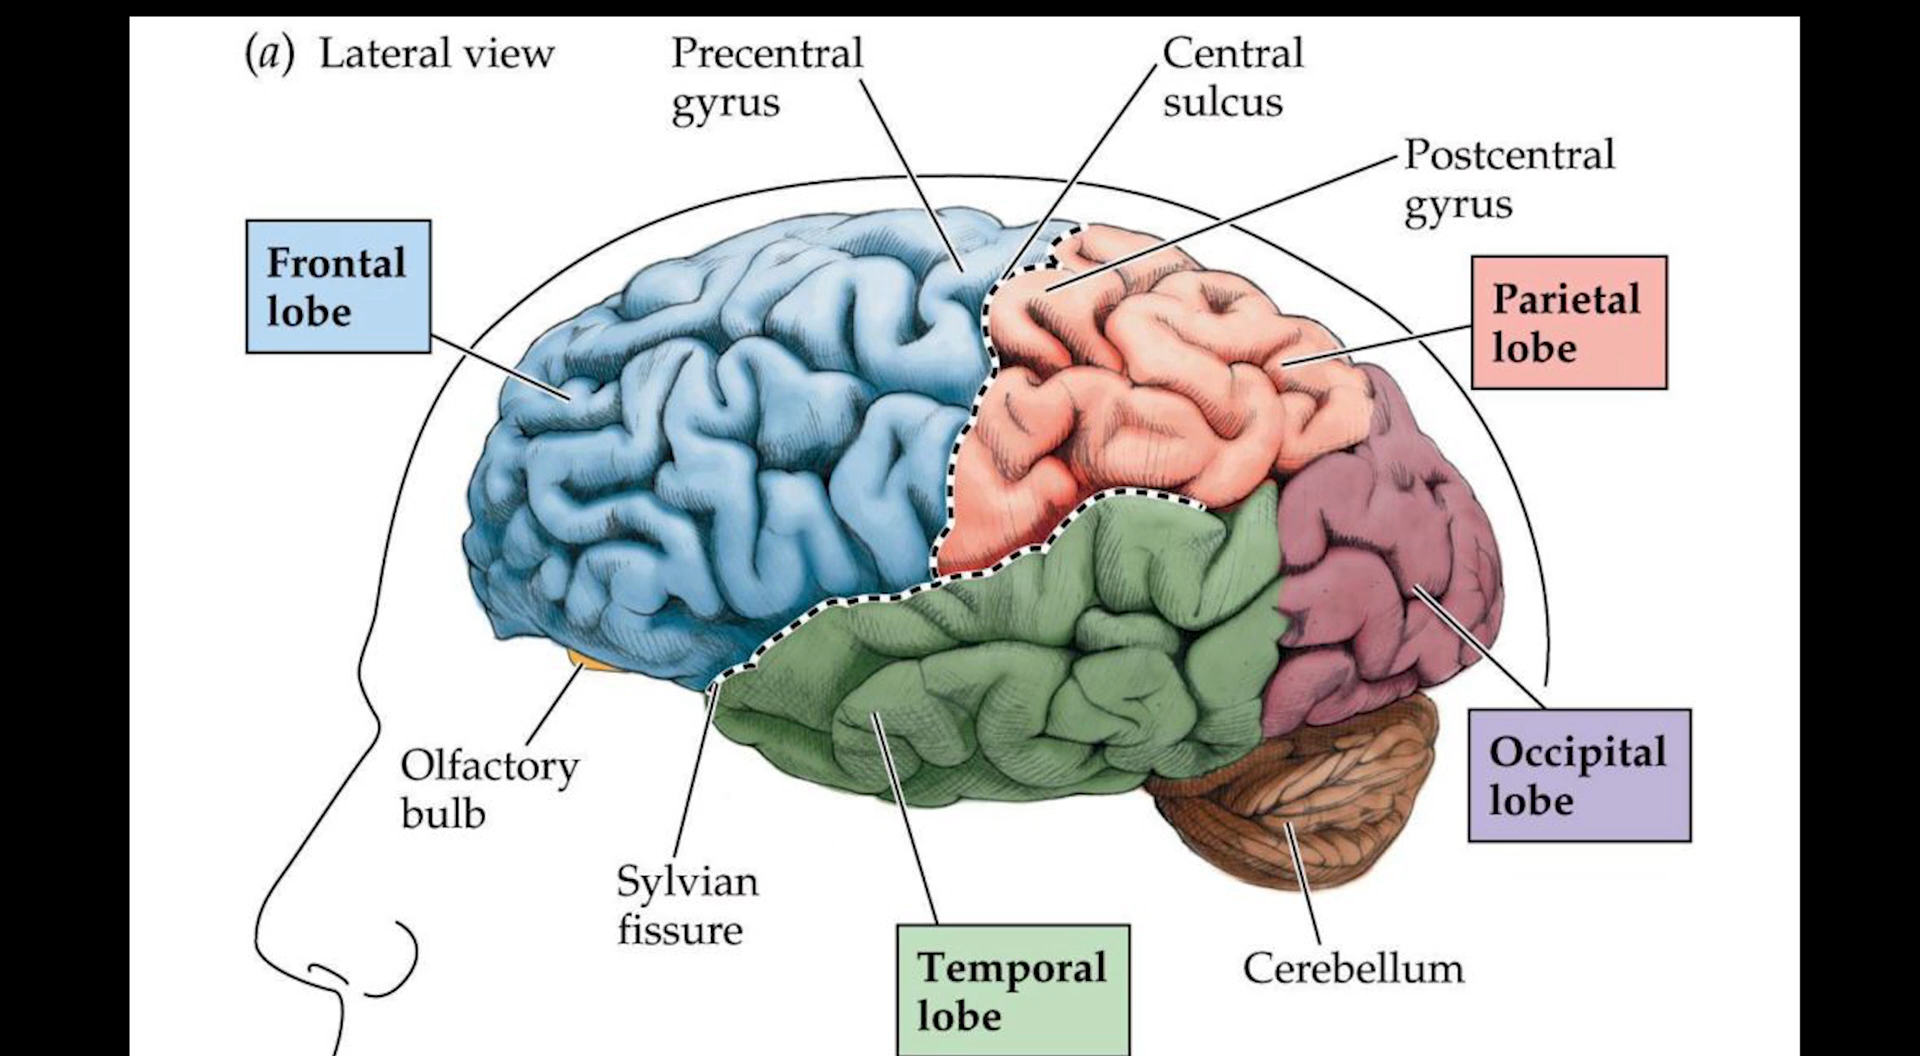 (a) Lateral view
Precentral
gyrus
Central
sulcus
Postcentral
gyrus
Frontal
lobe
Parietal
lobe
Olfactory
bulb
Occipital
lobe
Sylvian
fissure
Temporal
lobe
Cerebellum